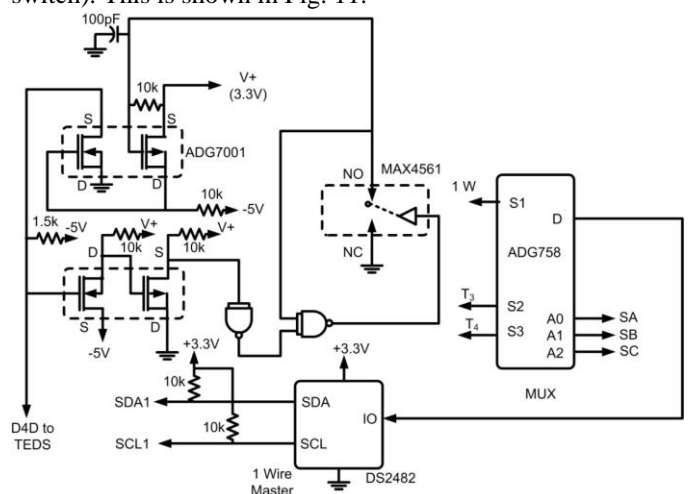 switch). This is shown in Fig. 11.
100pF
10k
V+
(3.3V)
S
S
ADG7001
D
D
10k
-5V
1.5k
-5V
V+
10k
V+
10k
D
S
S
D
-5V
NO
MAX4561
NC
1 W
S1
D
ADG758
T3
S2
T4
S3
A0
SA
A1
SB
A2
SC
MUX
+3.3V
+3.3V
10k
SDA1
SDA
10k
IO
SCL1
SCL
D4D to
TEDS
1 Wire
Master
DS2482